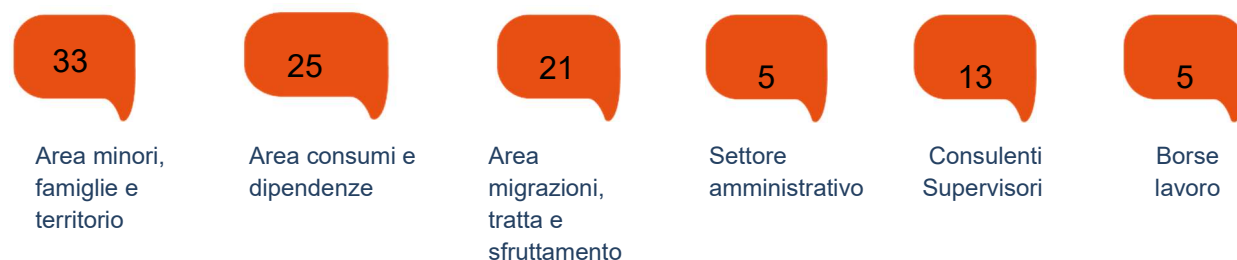 33
25
21
5
13
5
Area minori,
famiglie e
territorio
Area consumi e
dipendenze
Area
migrazioni,
tratta e
sfruttamento
Settore
amministrativo
Consulenti
Supervisori
Borse
lavoro